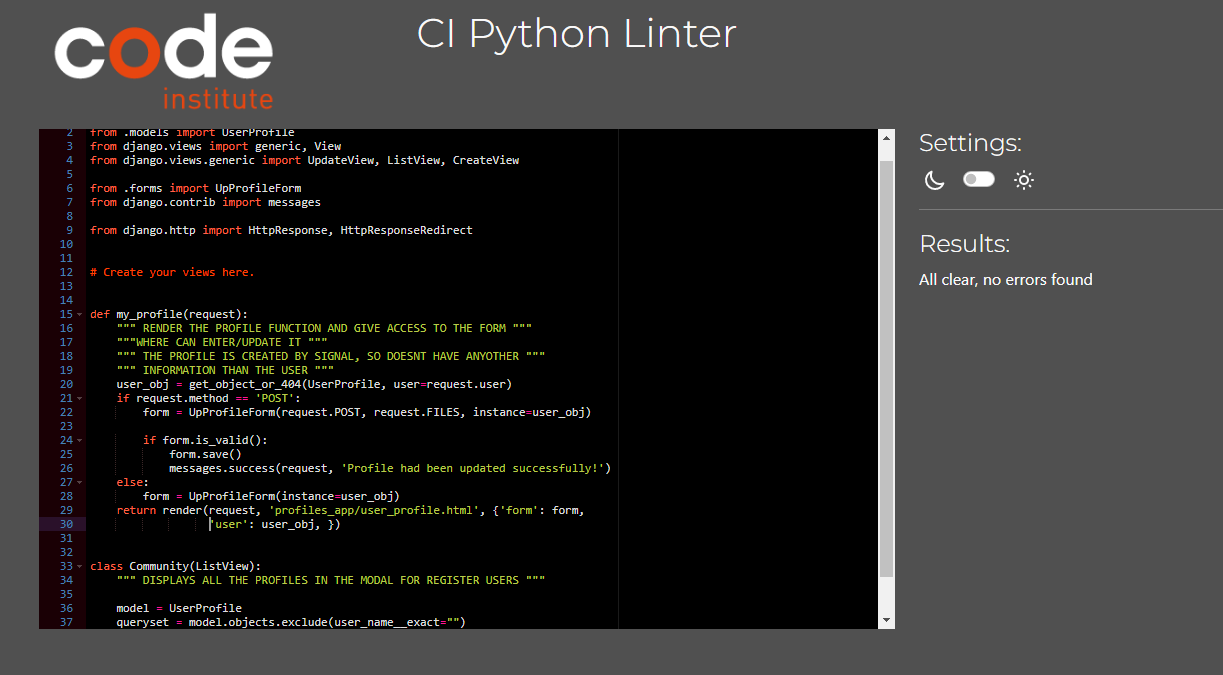 code
institute
CI Python Linter
2 from .models import UserProfile
3 from django.views import generic, View
4 from django.views.generic import UpdateView, ListView, CreateView
5
6 from .forms import UpProfileForm
7 from django.contrib import messages
8
9 from django.http import HttpResponse, HttpResponseRedirect
10
11
12 # Create your views here.
13
14
15 def my_profile(request):
16 """ RENDER THE PROFILE FUNCTION AND GIVE ACCESS TO THE FORM """
17 """WHERE CAN ENTER/UPDATE IT """
18 """ THE PROFILE IS CREATED BY SIGNAL, SO DOESNT HAVE ANYOTHER """
19 """ INFORMATION THAN THE USER """
20 user_obj = get_object_or_404(UserProfile, user=request.user)
21 if request.method == 'POST':
22 form = UpProfileForm(request.POST, request.FILES, instance=user_obj)
23
24 if form.is_valid():
25 form.save()
26 messages.success(request, 'Profile had been updated successfully!')
27 else:
28 form = UpProfileForm(instance=user_obj)
29 return render(request, 'profiles_app/user_profile.html', {'form': form,
30 'user': user_obj, })
31
32
33 class Community(ListView):
34 """ DISPLAYS ALL THE PROFILES IN THE MODAL FOR REGISTER USERS """
35
36 model = UserProfile
37 queryset = model.objects.exclude(user_name__exact="")
Settings:
Results:
All clear, no errors found